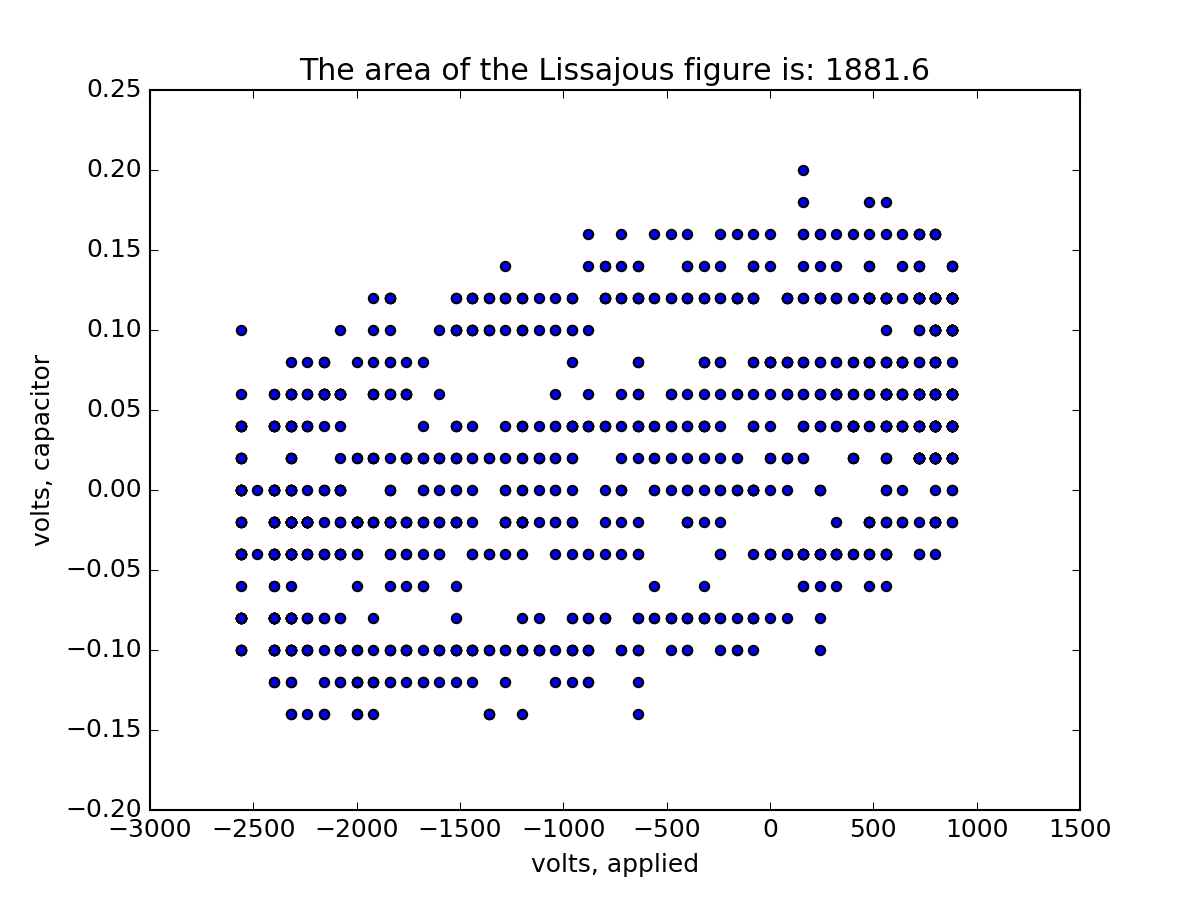 The area of the Lissajous figure is: 1881.6
0.25
0.20
0.15
0.10
0.05
0.00
−0.05
−0.10
−0.15
−0.20
volts, capacitor
−3000 −2500 −2000 −1500 −1000 −500 0 500 1000 1500
volts, applied